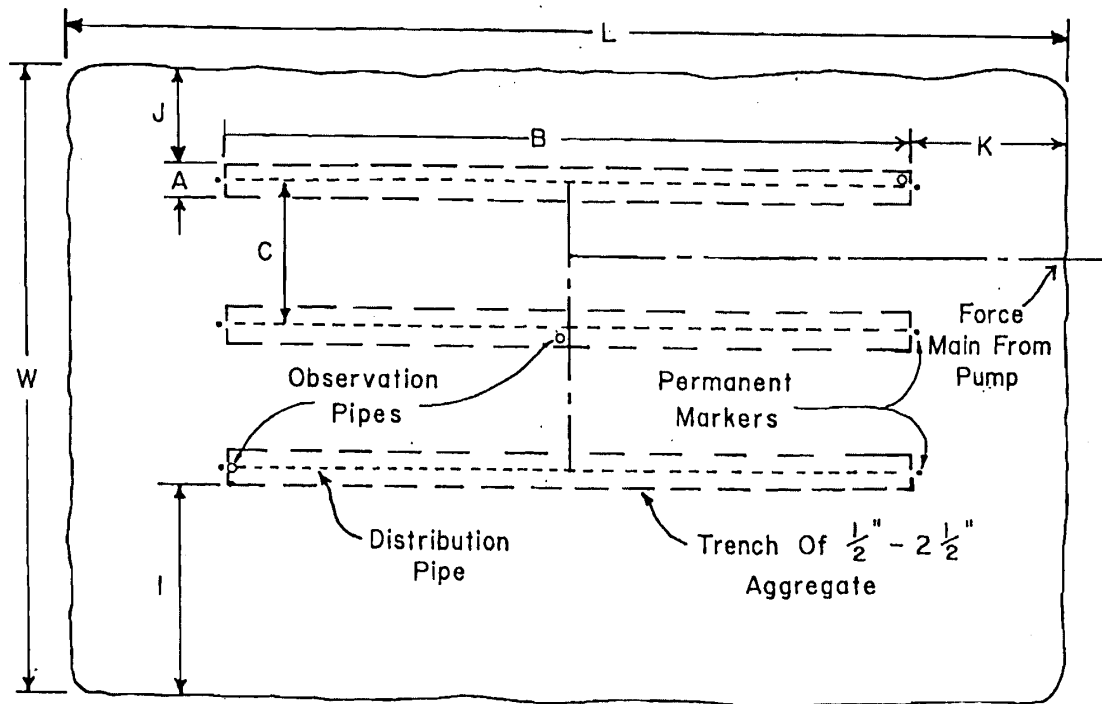 L
J
B
K
A
C
W
Force
Main From
Pump
Observation
Pipes
Permanent
Markers
Distribution
Pipe
Trench Of 1/2" - 2 1/2"
Aggregate
I